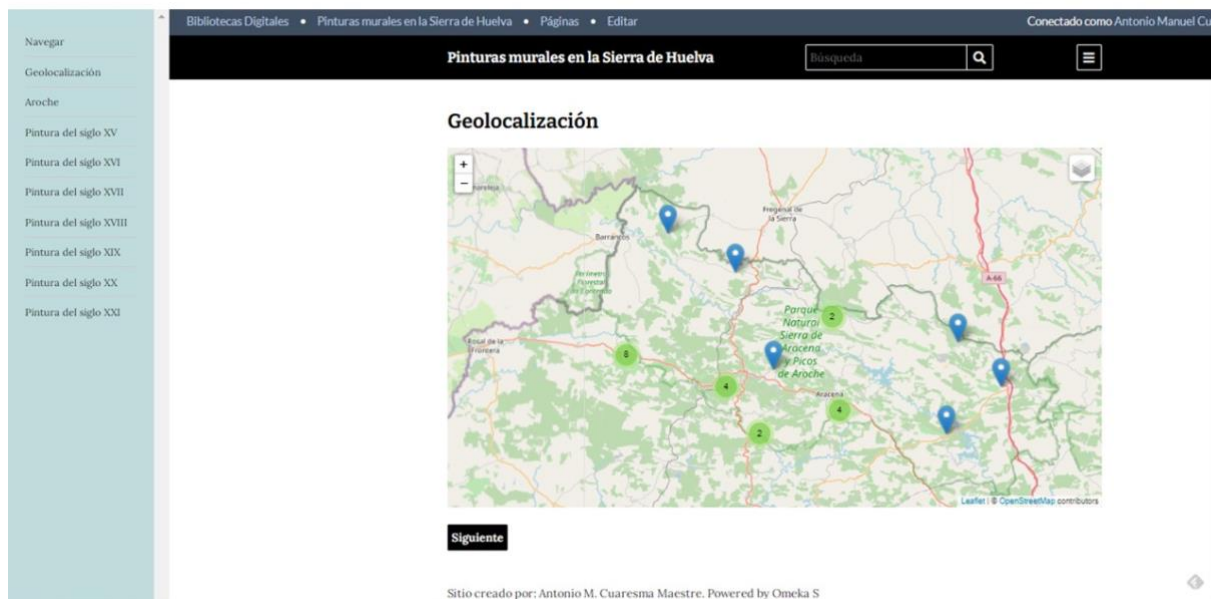 Bibliotecas Digitales • Pinturas murales en la Sierra de Huelva • Páginas • Editar
Conectado como Antonio Manuel Cu
Navegar
Geolocalización
Aroche
Pintura del siglo XV
Pintura del siglo XVI
Pintura del siglo XVII
Pintura del siglo XVIII
Pintura del siglo XIX
Pintura del siglo XX
Pintura del siglo XXI
Pinturas murales en la Sierra de Huelva
Búsqueda
Geolocalización
+
−
Fregenal de
la Sierra
Barrancos
A-66
2
Parque
Natural
Sierra de
Aracena
y Picos
de Aroche
Rosal de la
Frontera
4
Aracena
4
2
Leaflet | © OpenStreetMap contributors
Siguiente
Sitio creado por: Antonio M. Cuaresma Maestre. Powered by Omeka S